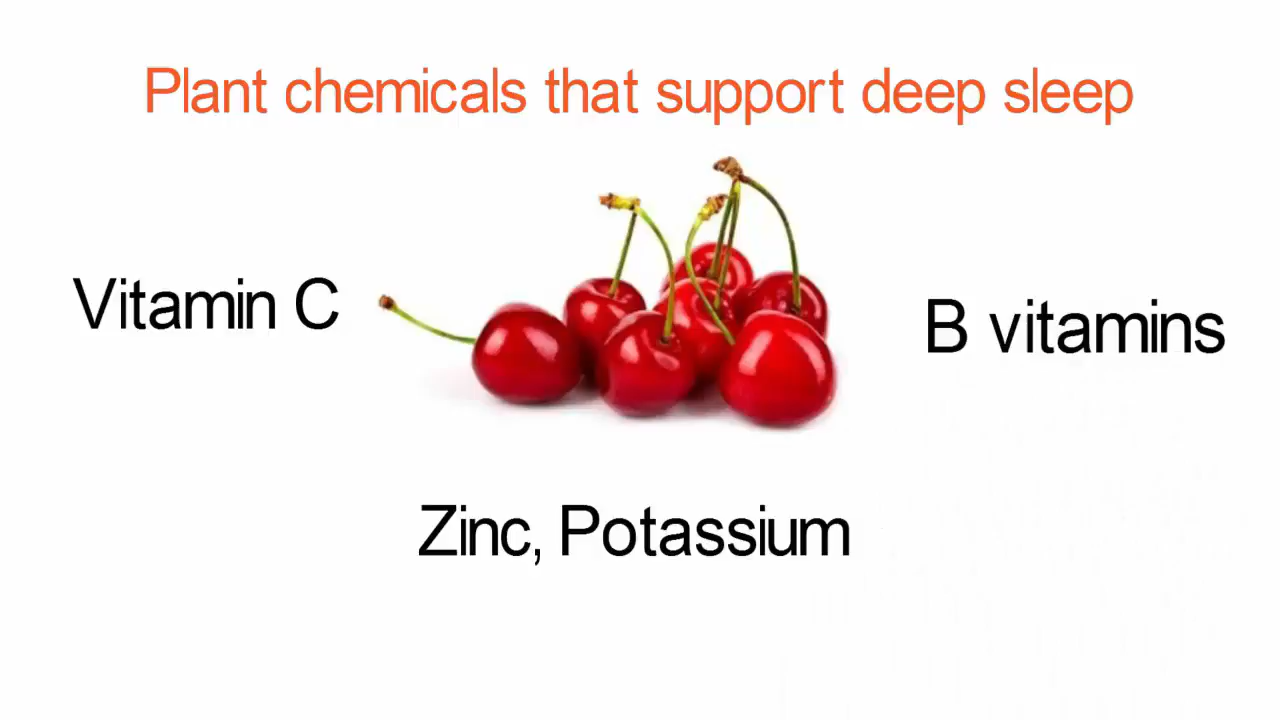 Plant chemicals that support deep sleep
Vitamin C
B vitamins
Zinc, Potassium